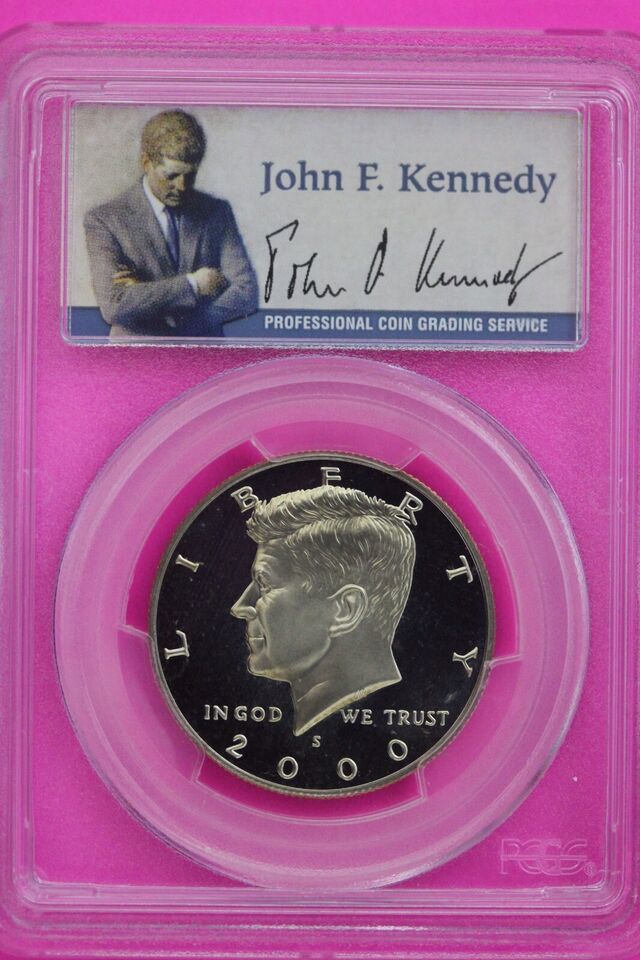 John F. Kennedy
John F. Kennedy
PROFESSIONAL COIN GRADING SERVICE
LIBERTY
IN GOD WE TRUST
S
2000
PCGS